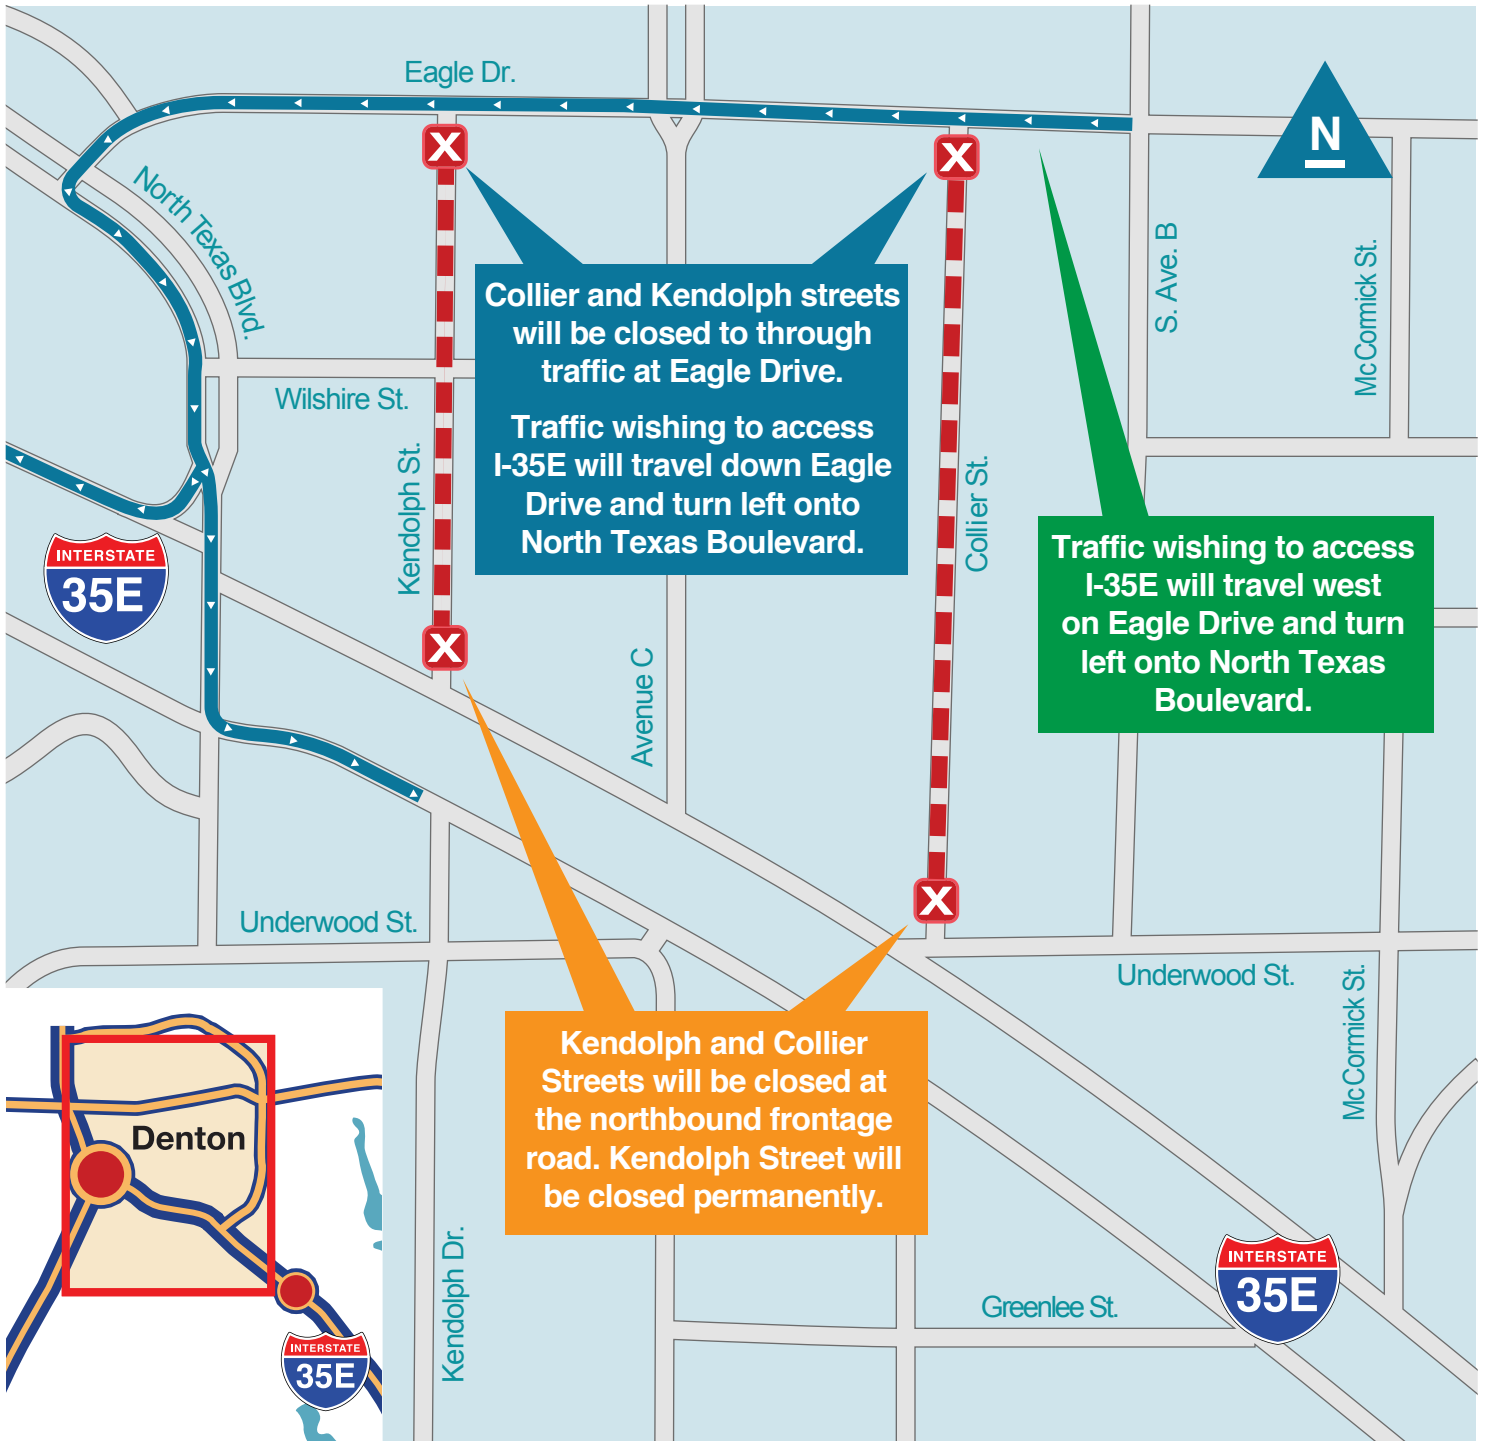 Eagle Dr.
N
North Texas Blvd.
S. Ave. B
McCormick St.
X
X
Collier and Kendolph streets
will be closed to through
traffic at Eagle Drive.
Traffic wishing to access
I-35E will travel down Eagle
Drive and turn left onto
North Texas Boulevard.
Wilshire St.
Kendolph St.
Collier St.
INTERSTATE
35E
Traffic wishing to access
I-35E will travel west
on Eagle Drive and turn
left onto North Texas
Boulevard.
X
Avenue C
X
Underwood St.
Underwood St.
McCormick St.
Kendolph and Collier
Streets will be closed at
the northbound frontage
road. Kendolph Street will
be closed permanently.
Denton
Kendolph Dr.
INTERSTATE
35E
Greenlee St.
INTERSTATE
35E